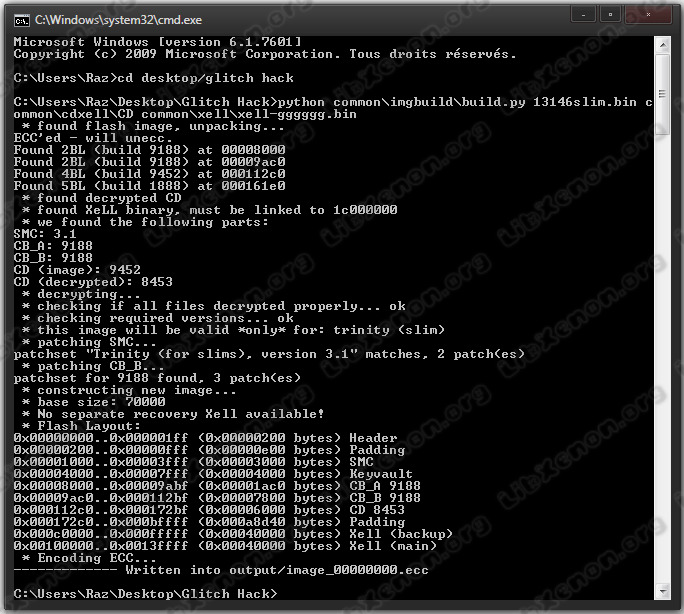 C:\Windows\system32\cmd.exe
Microsoft Windows [version 6.1.7601]
Copyright (c) 2009 Microsoft Corporation. Tous droits réservés.
C:\Users\Raz>cd desktop/glitch hack
C:\Users\Raz\Desktop\Glitch Hack>python common\imgbuild\build.py 13146slim.bin c
ommon\cdxell\CD common\xell\xell-gggggg.bin
* found flash image, unpacking...
ECC'ed - will unecc.
Found 2BL (build 9188) at 00008000
Found 2BL (build 9188) at 00009ac0
Found 4BL (build 9452) at 000112c0
Found 5BL (build 1888) at 000161e0
* found decrypted CD
* found XeLL binary, must be linked to 1c000000
* we found the following parts:
SMC: 3.1
CB_A: 9188
CB_B: 9188
CD (image): 9452
CD (decrypted): 8453
* decrypting...
* checking if all files decrypted properly... ok
* checking required versions... ok
* this image will be valid *only* for: trinity (slim)
* patching SMC...
patchset "Trinity (for slims), version 3.1" matches, 2 patch(es)
* patching CB_B...
patchset for 9188 found, 3 patch(es)
* constructing new image...
* base size: 70000
* No separate recovery Xell available!
* Flash Layout:
0x00000000..0x000001ff (0x00000200 bytes) Header
0x00000200..0x00000fff (0x00000e00 bytes) Padding
0x00001000..0x00003fff (0x00003000 bytes) SMC
0x00004000..0x00007fff (0x00004000 bytes) Keyvault
0x00008000..0x00009abf (0x00001ac0 bytes) CB_A 9188
0x00009ac0..0x000112bf (0x00007800 bytes) CB_B 9188
0x000112c0..0x000172bf (0x00006000 bytes) CD 8453
0x000172c0..0x000bffff (0x000a8d40 bytes) Padding
0x000c0000..0x000fffff (0x00040000 bytes) Xell (backup)
0x00100000..0x0013ffff (0x00040000 bytes) Xell (main)
* Encoding ECC...
------------- Written into output/image_00000000.ecc
C:\Users\Raz\Desktop\Glitch Hack>
LibXenon.org